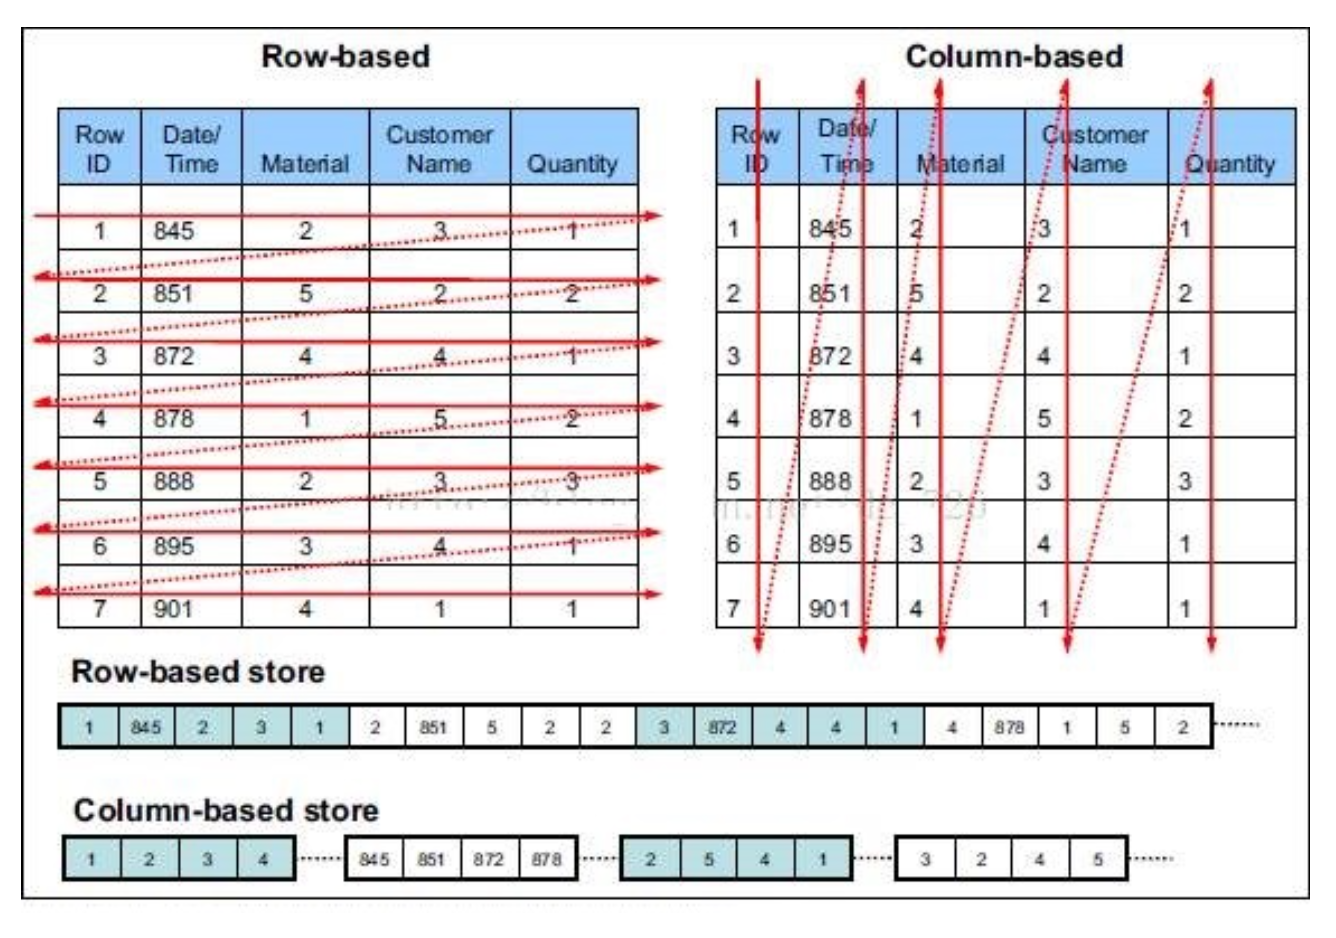 Row-based
Column-based
Row ID Date/ Time Material Customer Name Quantity
1 845 2 3 1
2 851 5 2 2
3 872 4 4 1
4 878 1 5 2
5 888 2 3 3
6 895 3 4 1
7 901 4 1 1
Row ID Date/ Time Material Customer Name Quantity
1 845 2 3 1
2 851 5 2 2
3 872 4 4 1
4 878 1 5 2
5 888 2 3 3
6 895 3 4 1
7 901 4 1 1
Row-based store
1 845 2 3 1 2 851 5 2 2 3 872 4 4 1 4 878 1 5 2
Column-based store
1 2 3 4 845 851 872 878 2 5 4 1 3 2 4 5